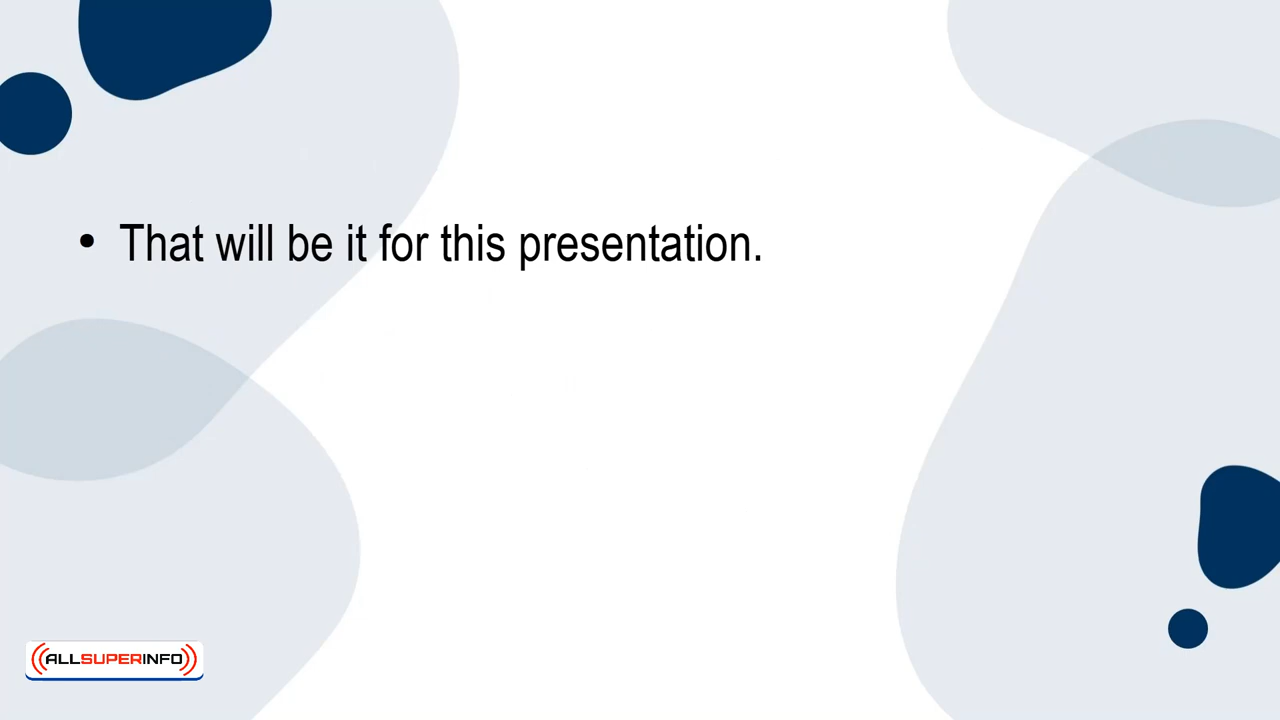 • That will be it for this presentation.
ALLSUPERINFO